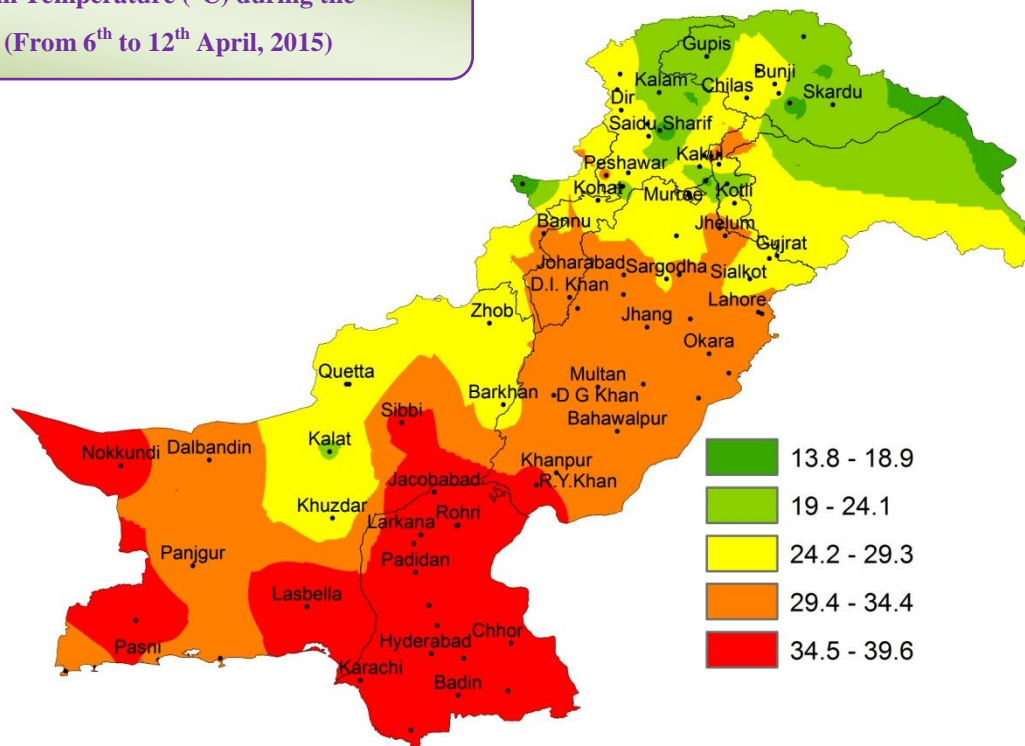 Temperature (°C) during the
(From 6th to 12th April, 2015)
Gupis
Kalam
Chilas
Bunji
Skardu
Dir
Saidu Sharif
Peshawar
Kakul
Kohat
Murree
Kotli
Bannu
Jhelum
Gujrat
Joharabad
Sargodha
Sialkot
D.I. Khan
Lahore
Zhob
Jhang
Okara
Quetta
Multan
Barkhan
D G Khan
Sibbi
Bahawalpur
Kalat
Nokkundi
Dalbandin
Khanpur
Jacobabad
R.Y.Khan
Khuzdar
Larkana
Rohri
Panjgur
Padidan
Lasbella
Pasni
Hyderabad
Chhor
Karachi
Badin
13.8 - 18.9
19 - 24.1
24.2 - 29.3
29.4 - 34.4
34.5 - 39.6